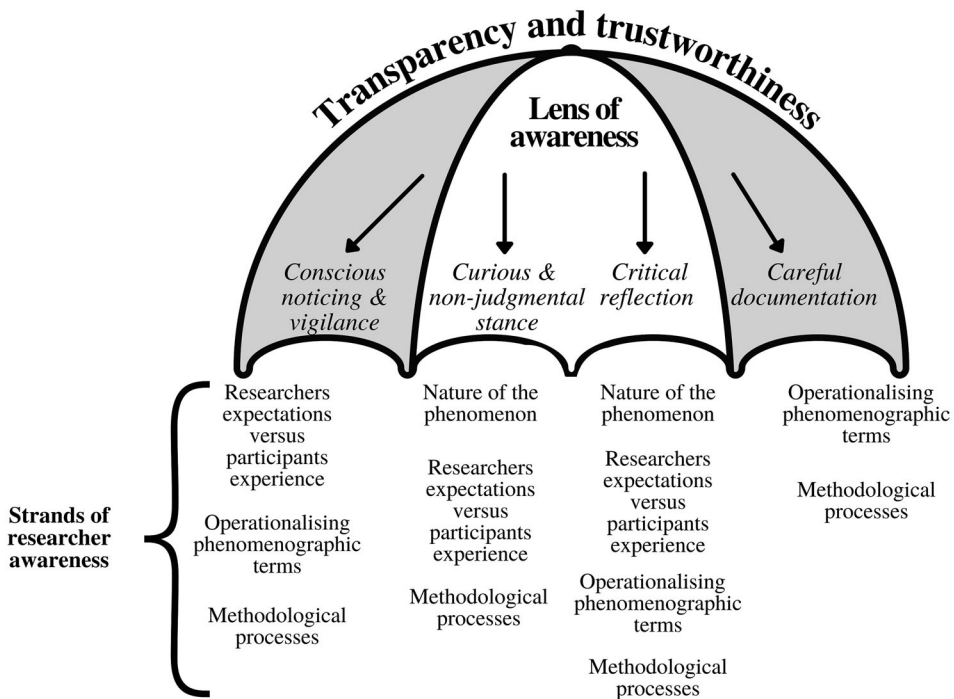 Transparency and trustworthiness
Lens of
awareness
Conscious
noticing &
vigilance
Curious &
non-judgmental
stance
Critical
reflection
Careful
documentation
Strands of
researcher
awareness
Researchers
expectations
versus
participants
experience
Operationalising
phenomenographic
terms
Methodological
processes
Nature of the
phenomenon
Researchers
expectations
versus
participants
experience
Methodological
processes
Nature of the
phenomenon
Researchers
expectations
versus
participants
experience
Operationalising
phenomenographic
terms
Methodological
processes
Operationalising
phenomenographic
terms
Methodological
processes